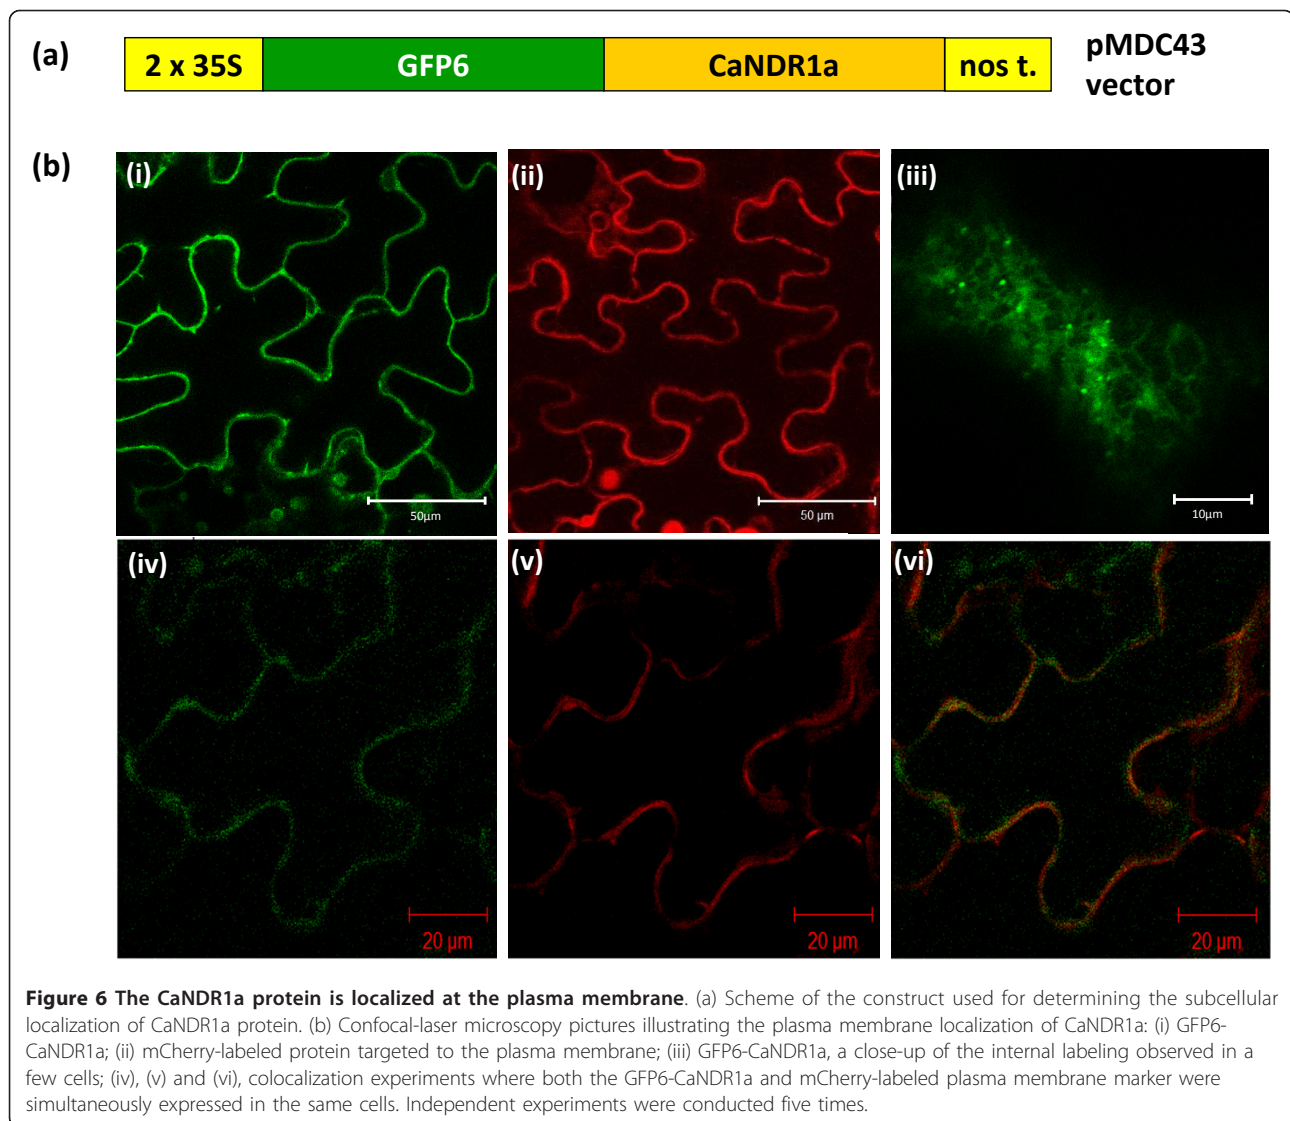 (a)
2 x 35S GFP6 CaNDR1a nos t.
pMDC43
vector
(b)
(i) (ii) (iii)
50µm 50 µm 10µm
(iv) (v) (vi)
20 µm 20 µm 20 µm
Figure 6 The CaNDR1a protein is localized at the plasma membrane. (a) Scheme of the construct used for determining the subcellular
localization of CaNDR1a protein. (b) Confocal-laser microscopy pictures illustrating the plasma membrane localization of CaNDR1a: (i) GFP6-
CaNDR1a; (ii) mCherry-labeled protein targeted to the plasma membrane; (iii) GFP6-CaNDR1a, a close-up of the internal labeling observed in a
few cells; (iv), (v) and (vi), colocalization experiments where both the GFP6-CaNDR1a and mCherry-labeled plasma membrane marker were
simultaneously expressed in the same cells. Independent experiments were conducted five times.